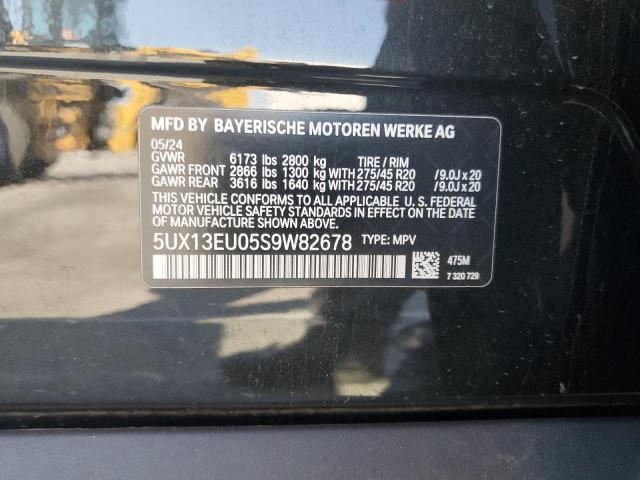 MFD BY BAYERISCHE MOTOREN WERKE AG
05/24
GVWR 6173 lbs 2800 kg TIRE / RIM
GAWR FRONT 2866 lbs 1300 kg WITH 275/45 R20 /9.0J x 20
GAWR REAR 3616 lbs 1640 kg WITH 275/45 R20 /9.0J x 20
THIS VEHICLE CONFORMS TO ALL APPLICABLE U. S. FEDERAL
MOTOR VEHICLE SAFETY STANDARDS IN EFFECT ON THE DATE OF
MANUFACTURE SHOWN ABOVE.
5UX13EU05S9W82678 TYPE: MPV
475M
7 320 729